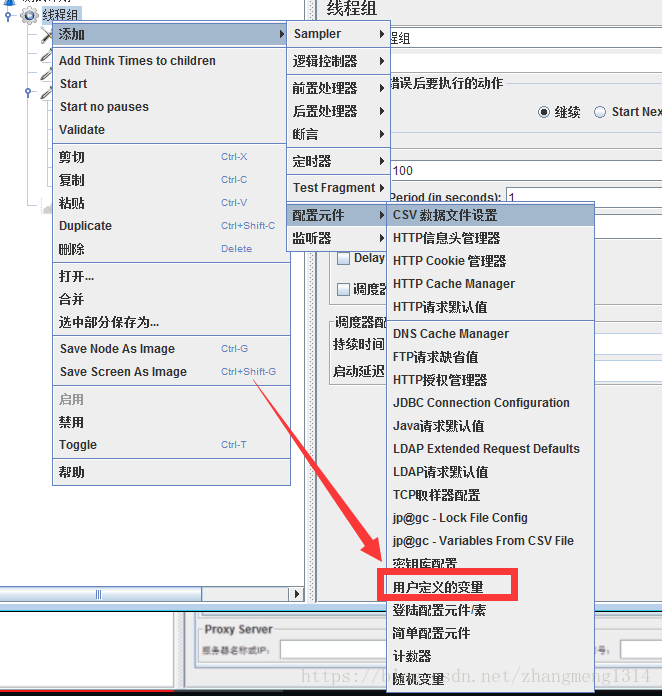 线程组
线程组
添加
Add Think Times to children
Start
Start no pauses
Validate
剪切 Ctrl-X
复制 Ctrl-C
粘贴 Ctrl-V
Duplicate Ctrl+Shift-C
删除 Delete
打开...
合并
选中部分保存为...
Save Node As Image Ctrl-G
Save Screen As Image Ctrl+Shift-G
启用
禁用
Toggle Ctrl-T
帮助
Sampler
逻辑控制器
前置处理器
后置处理器
断言
定时器
Test Fragment
配置元件
监听器
程组
错误后要执行的动作
继续 Start Nex
100
Period (in seconds): 1
Delay
调度器
调度器配
持续时间
启动延迟
CSV 数据文件设置
HTTP信息头管理器
HTTP Cookie 管理器
HTTP Cache Manager
HTTP请求默认值
DNS Cache Manager
FTP请求缺省值
HTTP授权管理器
JDBC Connection Configuration
Java请求默认值
LDAP Extended Request Defaults
LDAP请求默认值
TCP取样器配置
jp@gc - Lock File Config
jp@gc - Variables From CSV File
密钥库配置
用户定义的变量
登陆配置元件/素
简单配置元件
计数器
随机变量
Proxy Server
服务器名称或IP:
号: